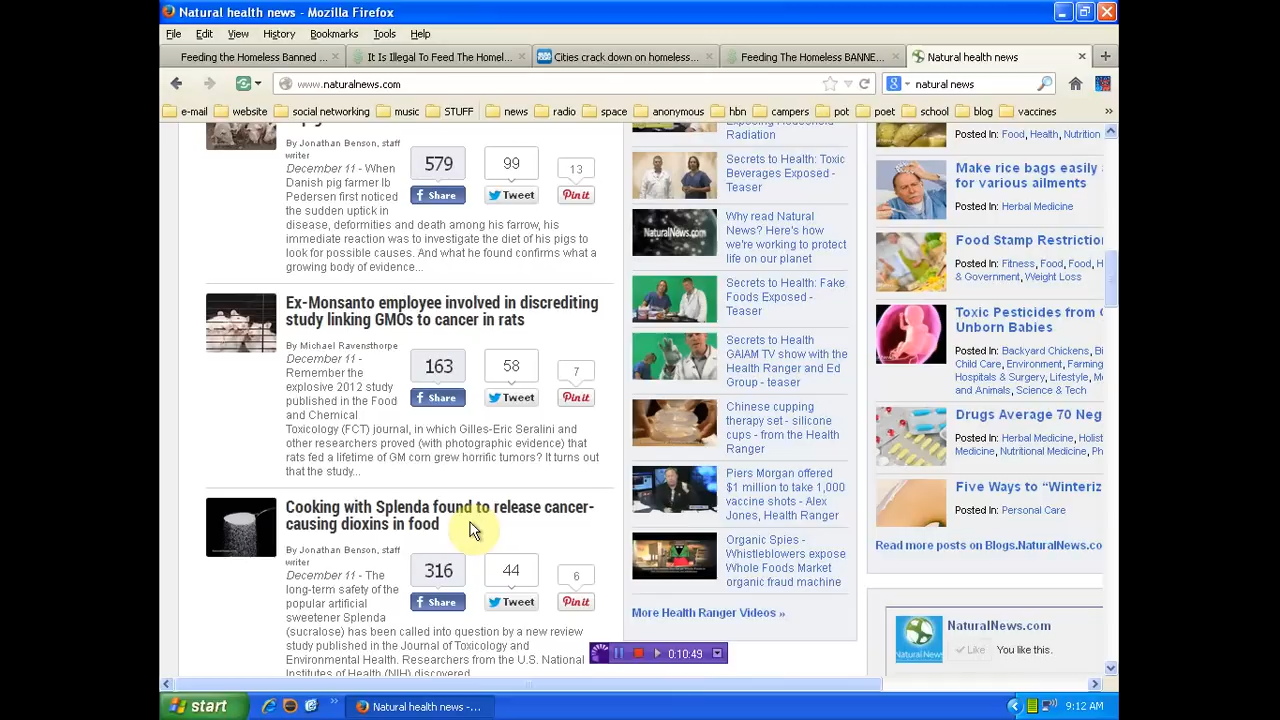 Natural health news - Mozilla Firefox
File Edit View History Bookmarks Tools Help
Feeding the Homeless Banned ...
It Is Illegal To Feed The Homel...
Cities crack down on homeless...
Feeding The Homeless BANNE...
Natural health news
www.naturalnews.com
natural news
e-mail website social networking music STUFF news radio space anonymous hbn campers pot poet school blog vaccines
By Jonathan Benson, staff
writer
December 11 - When
Danish pig farmer Ib
Pedersen first noticed
the sudden uptick in
disease, deformities and death among his farrow, his
immediate reaction was to investigate the diet of his pigs to
look for possible causes. And what he found confirms what a
growing body of evidence...
579 99 13
Share Tweet Pin it
Ex-Monsanto employee involved in discrediting
study linking GMOs to cancer in rats
By Michael Ravensthorpe
December 11 -
Remember the
explosive 2012 study
published in the Food
and Chemical
Toxicology (FCT) journal, in which Gilles-Eric Seralini and
other researchers proved (with photographic evidence) that
rats fed a lifetime of GM corn grew horrific tumors? It turns out
that the study...
163 58 7
Share Tweet Pin it
Cooking with Splenda found to release cancer-
causing dioxins in food
By Jonathan Benson, staff
writer
December 11 - The
long-term safety of the
popular artificial
sweetener Splenda
(sucralose) has been called into question by a new review
study published in the Journal of Toxicology and
Environmental Health. Researchers from the U.S. National
Institutes of Health (NIH) discovered
316 44 6
Share Tweet Pin it
Exposing Household
Radiation
Secrets to Health: Toxic
Beverages Exposed -
Teaser
NaturalNews.com
Why read Natural
News? Here's how
we're working to protect
life on our planet
Secrets to Health: Fake
Foods Exposed -
Teaser
Secrets to Health
GAIAM TV show with the
Health Ranger and Ed
Group - teaser
Chinese cupping
therapy set - silicone
cups - from the Health
Ranger
Piers Morgan offered
$1 million to take 1,000
vaccine shots - Alex
Jones, Health Ranger
Organic Spies -
Whistleblowers expose
Whole Foods Market
organic fraud machine
More Health Ranger Videos »
Posted In: Food, Health, Nutrition
Make rice bags easily
for various ailments
Posted In: Herbal Medicine
Food Stamp Restriction
Posted In: Fitness, Food, Food, H
& Government, Weight Loss
Toxic Pesticides from G
Unborn Babies
Posted In: Backyard Chickens, Bi
Child Care, Environment, Farming
Hospitals & Surgery, Lifestyle, M
and Animals, Science & Tech
Drugs Average 70 Neg
Posted In: Herbal Medicine, Holist
Medicine, Nutritional Medicine, Ph
Five Ways to “Winteriz
Posted In: Personal Care
Read more posts on Blogs.NaturalNews.co
Natural News
NaturalNews.com
Like You like this.
0:10:49
start
Natural health news -...
9:12 AM